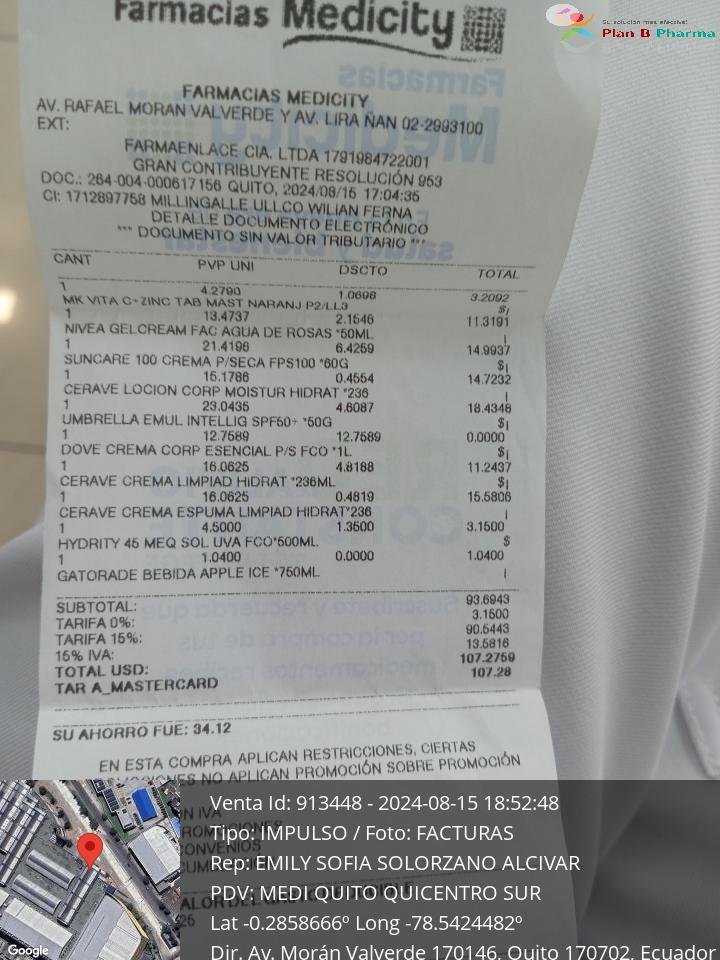 Farmacias Medicity
Su solución más efectiva!
Plan B Pharma
FARMACIAS MEDICITY
AV. RAFAEL MORAN VALVERDE Y AV. LIRA ÑAN 02-2993100
EXT:
FARMAENLACE CIA. LTDA 1791984722001
GRAN CONTRIBUYENTE RESOLUCIÓN 953
DOC.: 264-004-000617156 QUITO, 2024/08/15 17:04:35
CI: 1712897758 MILLINGALLE ULLCO WILIAN FERNA
DETALLE DOCUMENTO ELECTRÓNICO
*** DOCUMENTO SIN VALOR TRIBUTARIO ***
CANT PVP UNI DSCTO TOTAL
1 4.2790 1.0698 3.2092
MK VITA C+ZINC TAB MAST NARANJ P2/LL3 $|
1 13.4737 2.1546 11.3191
NIVEA GELCREAM FAC AGUA DE ROSAS *50ML |
1 21.4196 6.4259 14.9937
SUNCARE 100 CREMA P/SECA FPS100 *60G $|
1 15.1786 0.4554 14.7232
CERAVE LOCION CORP MOISTUR HIDRAT *236 |
1 23.0435 4.6087 18.4348
UMBRELLA EMUL INTELLIG SPF50+ *50G $|
1 12.7589 12.7589 0.0000
DOVE CREMA CORP ESENCIAL P/S FCO *1L $|
1 16.0625 4.8188 11.2437
CERAVE CREMA LIMPIAD HIDRAT *236ML $|
1 16.0625 0.4819 15.5806
CERAVE CREMA ESPUMA LIMPIAD HIDRAT*236 |
1 4.5000 1.3500 3.1500
HYDRITY 45 MEQ SOL UVA FCO*500ML $
1 1.0400 0.0000 1.0400
GATORADE BEBIDA APPLE ICE *750ML |
SUBTOTAL: 93.6943
TARIFA 0%: 3.1500
TARIFA 15%: 90.5443
15% IVA: 13.5816
TOTAL USD: 107.2759
TAR A_MASTERCARD 107.28
SU AHORRO FUE: 34.12
EN ESTA COMPRA APLICAN RESTRICCIONES, CIERTAS
NO APLICAN PROMOCIÓN SOBRE PROMOCIÓN
Venta Id: 913448 - 2024-08-15 18:52:48
Tipo: IMPULSO / Foto: FACTURAS
Rep: EMILY SOFIA SOLORZANO ALCIVAR
PDV: MEDI QUITO QUICENTRO SUR
Lat -0.2858666º Long -78.5424482º
Dir. Av. Morán Valverde 170146, Quito 170702, Ecuador
Google